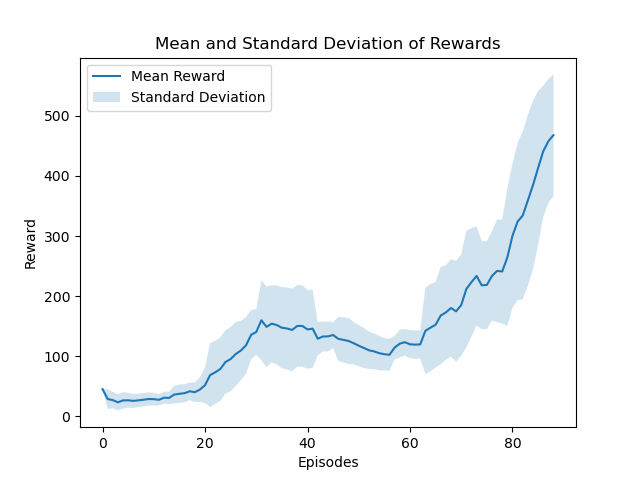 Mean and Standard Deviation of Rewards
Mean Reward
Standard Deviation
500
400
300
200
100
0
Reward
0 20 40 60 80
Episodes